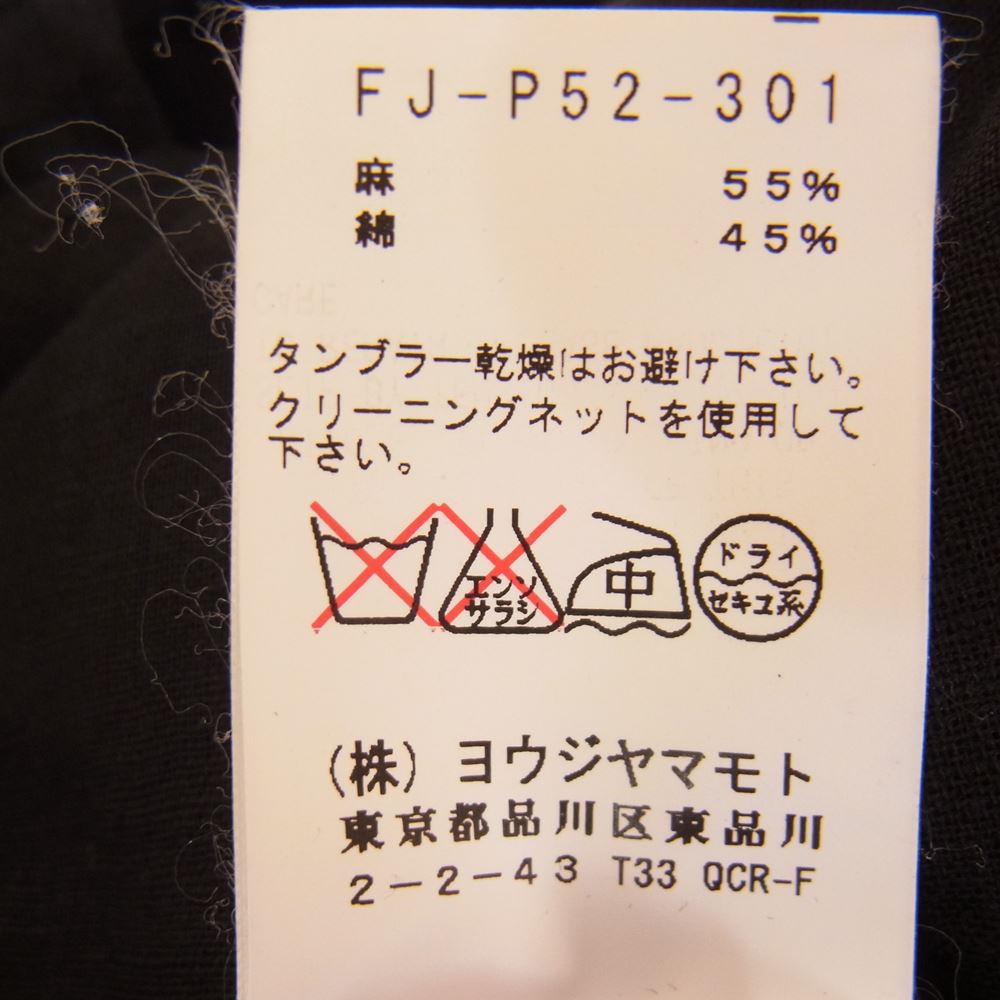 FJ-P52-301
麻 55%
綿 45%
タンブラー乾燥はお避け下さい。
クリーニングネットを使用して
下さい。
エンソ
サラシ
中
ドライ
セキユ系
(株) ヨウジヤマモト
東京都品川区東品川
2-2-43 T33 QCR-F